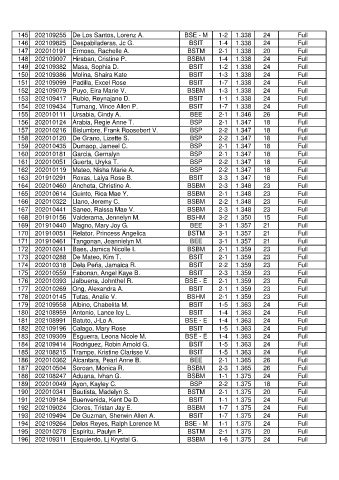 145 202109255 De Los Santos, Lorenz A. BSE - M 1-2 1.338 24 Full
146 202109825 Despabiladeras, Jc G. BSIT 1-4 1.338 24 Full
147 202010191 Ermoso, Rachelle A. BSTM 2-1 1.338 20 Full
148 202109007 Hiraban, Cristine P. BSBM 1-4 1.338 24 Full
149 202109382 Masa, Sophia D. BSIT 1-2 1.338 24 Full
150 202109386 Molina, Shaira Kate BSIT 1-3 1.338 24 Full
151 202109099 Padilla, Excel Rose BSIT 1-7 1.338 24 Full
152 202109079 Puyo, Eira Marie V. BSBM 1-3 1.338 24 Full
153 202109417 Rubio, Reynajane D. BSIT 1-1 1.338 24 Full
154 202109434 Tumang, Vince Allen P. BSIT 1-7 1.338 24 Full
155 202010111 Ursabia, Cindy A. BEE 2-1 1.346 26 Full
156 202010124 Arabia, Regie Anne T. BSP 2-1 1.347 18 Full
157 202010216 Bislumbre, Frank Roosebert V. BSP 2-2 1.347 18 Full
158 202010120 De Grano, Lizette S. BSP 2-2 1.347 18 Full
159 202010435 Dumaop, Jameel C. BSP 2-1 1.347 18 Full
160 202010181 Garcia, Gemalyn BSP 2-1 1.347 18 Full
161 202010051 Guerta, Uryka T. BSP 2-2 1.347 18 Full
162 202010119 Mateo, Nisha Marie A. BSP 2-2 1.347 18 Full
163 201910291 Roxas, Laiya Rose B. BSIT 3-3 1.347 18 Full
164 202010460 Ancheta, Christine A. BSBM 2-3 1.348 23 Full
165 202010614 Guinto, Rica Mae Y. BSBM 2-1 1.348 23 Full
166 202010322 Llano, Jeremy C. BSBM 2-2 1.348 23 Full
167 202010441 Sanao, Raissa Mae V. BSBM 2-3 1.348 23 Full
168 201910156 Valderama, Jennelyn M. BSHM 3-2 1.350 15 Full
169 201910440 Magno, Mary Joy G. BEE 3-1 1.357 21 Full
170 201910051 Relator, Princess Angelica BSTM 3-1 1.357 21 Full
171 201910461 Tangonan, Jeannielyn M. BEE 3-1 1.357 21 Full
172 202010241 Baes, Jamica Nicole I. BSBM 2-1 1.359 23 Full
173 202010288 De Mateo, Kim T. BSIT 2-1 1.359 23 Full
174 202010318 Dela Peña, Jamaica R. BSIT 2-2 1.359 23 Full
175 202010559 Fabonan, Angel Kaye B. BSIT 2-3 1.359 23 Full
176 202010393 Jalbuena, Johnthel R. BSE - E 2-1 1.359 23 Full
177 202010269 Ong, Alexandra A. BSIT 2-1 1.359 23 Full
178 202010145 Tutas, Analie V. BSHM 2-1 1.359 23 Full
179 202109558 Albino, Chabelita M. BSIT 1-5 1.363 24 Full
180 202108959 Antonio, Lance Icy L. BSIT 1-4 1.363 24 Full
181 202108991 Batuto, J-Lo A. BSE - E 1-4 1.363 24 Full
182 202109196 Calago, Mary Rose BSIT 1-5 1.363 24 Full
183 202109309 Esguerra, Leona Nicole M. BSE - E 1-4 1.363 24 Full
184 202109414 Rodriguez, Robin Arnold G. BSIT 1-5 1.363 24 Full
185 202108215 Trampe, Kristine Clarisse V. BSIT 1-5 1.363 24 Full
186 202010362 Alcantara, Pearl Anne B. BEE 2-1 1.365 26 Full
187 202010504 Soroan, Monica R. BSBM 2-3 1.365 26 Full
188 202108247 Aduana, Ivhan G. BSBM 1-1 1.375 24 Full
189 202010049 Ayon, Kayley C. BSP 2-2 1.375 18 Full
190 202010341 Bautista, Madelyn S. BSTM 2-1 1.375 20 Full
191 202109184 Buenvenida, Kent De D. BSIT 1-1 1.375 24 Full
192 202109024 Clores, Tristan Jay E. BSBM 1-7 1.375 24 Full
193 202109494 De Guzman, Sherwin Allen A. BSIT 1-7 1.375 24 Full
194 202109264 Delos Reyes, Ralph Lorence M. BSE - M 1-1 1.375 24 Full
195 202010278 Espiritu, Paulyn P. BSTM 2-1 1.375 20 Full
196 202109311 Esquierdo, Lj Krystal G. BSBM 1-6 1.375 24 Full